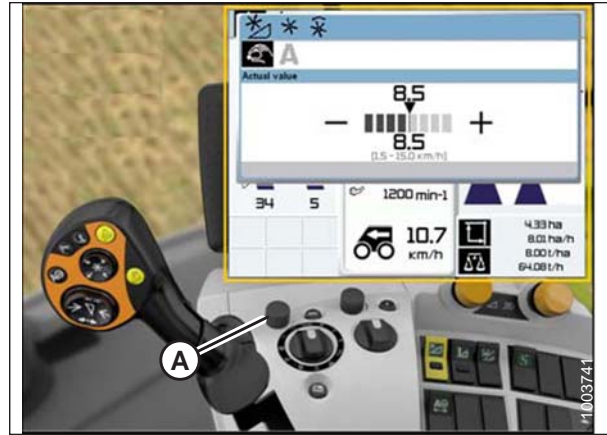 A
Actual value
8.5
8.5
[1.5 - 15.0 km/h]
34 5
1200 min-1
10.7
km/h
4.33 ha
8.01 ha/h
8.00 t/ha
64.08 t/h
A
1003741